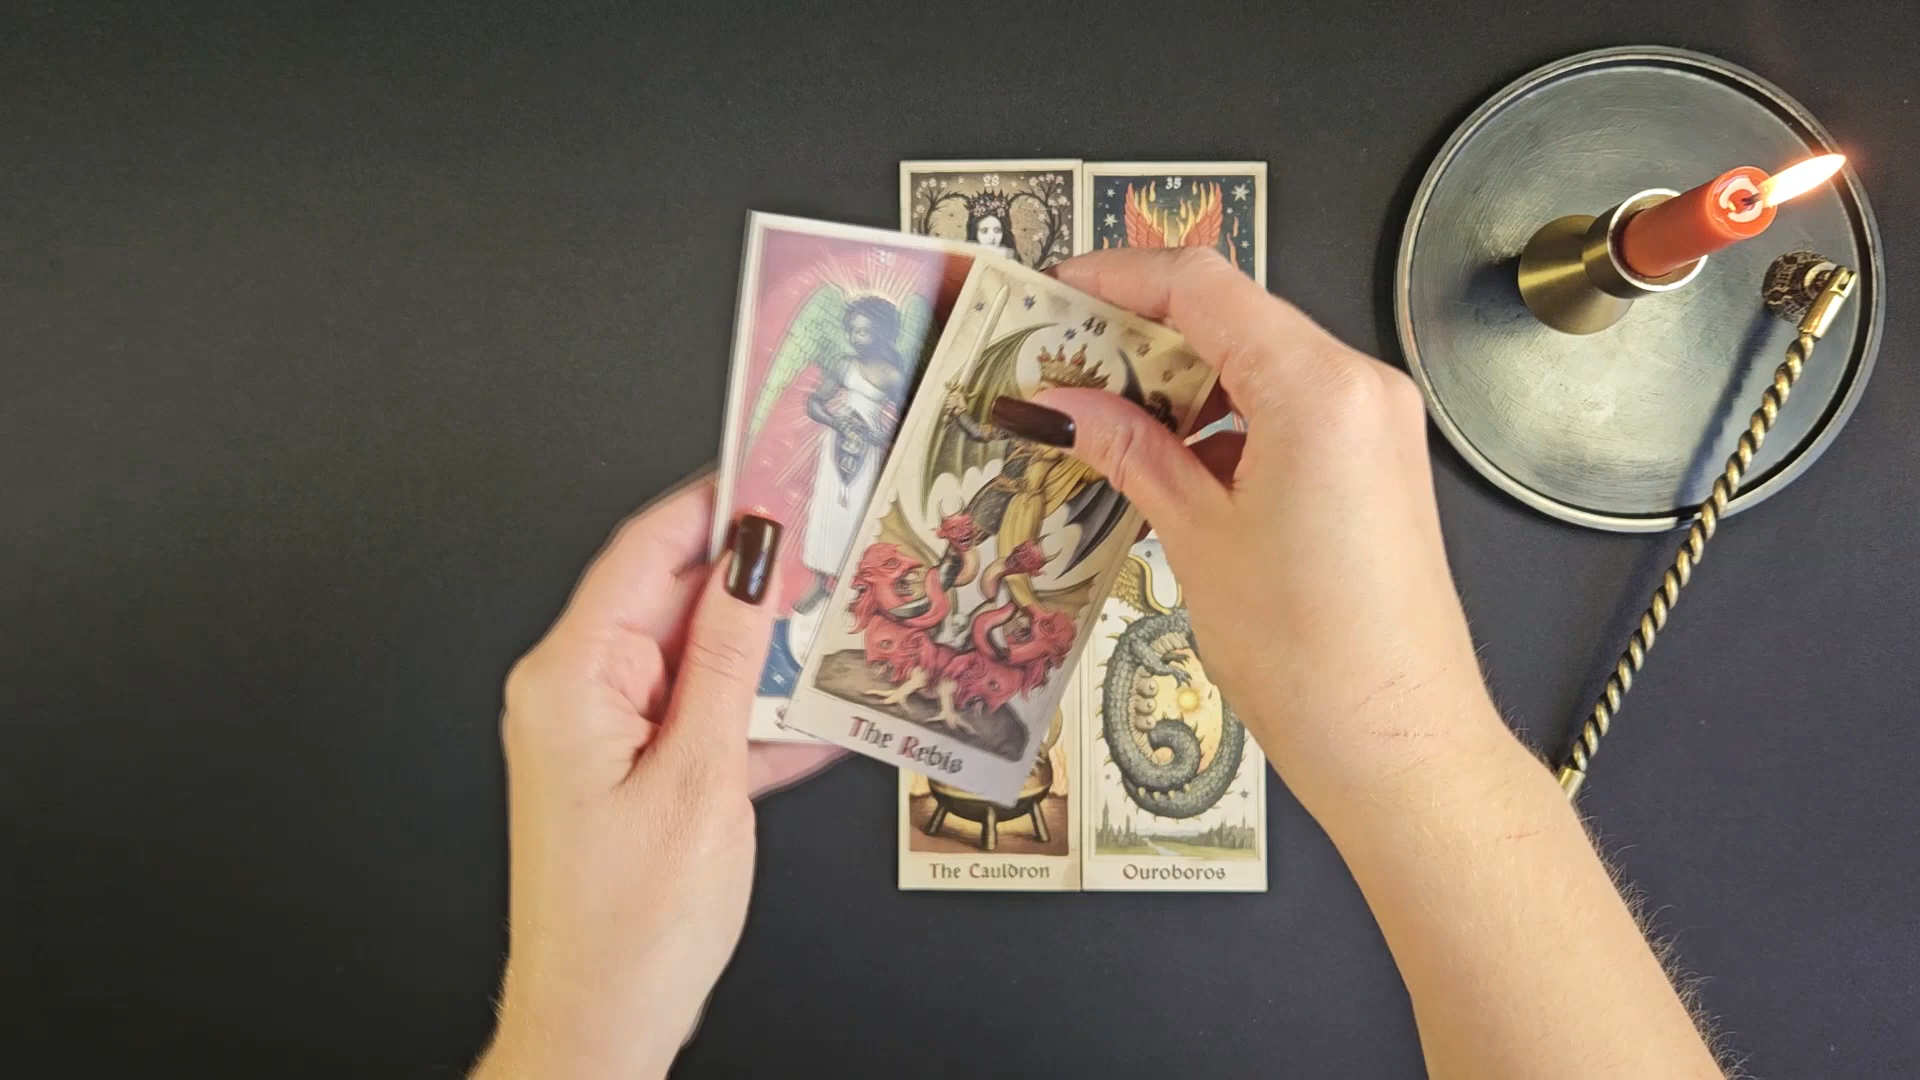 28
35
48
The Rebis
The Cauldron
Ouroboros